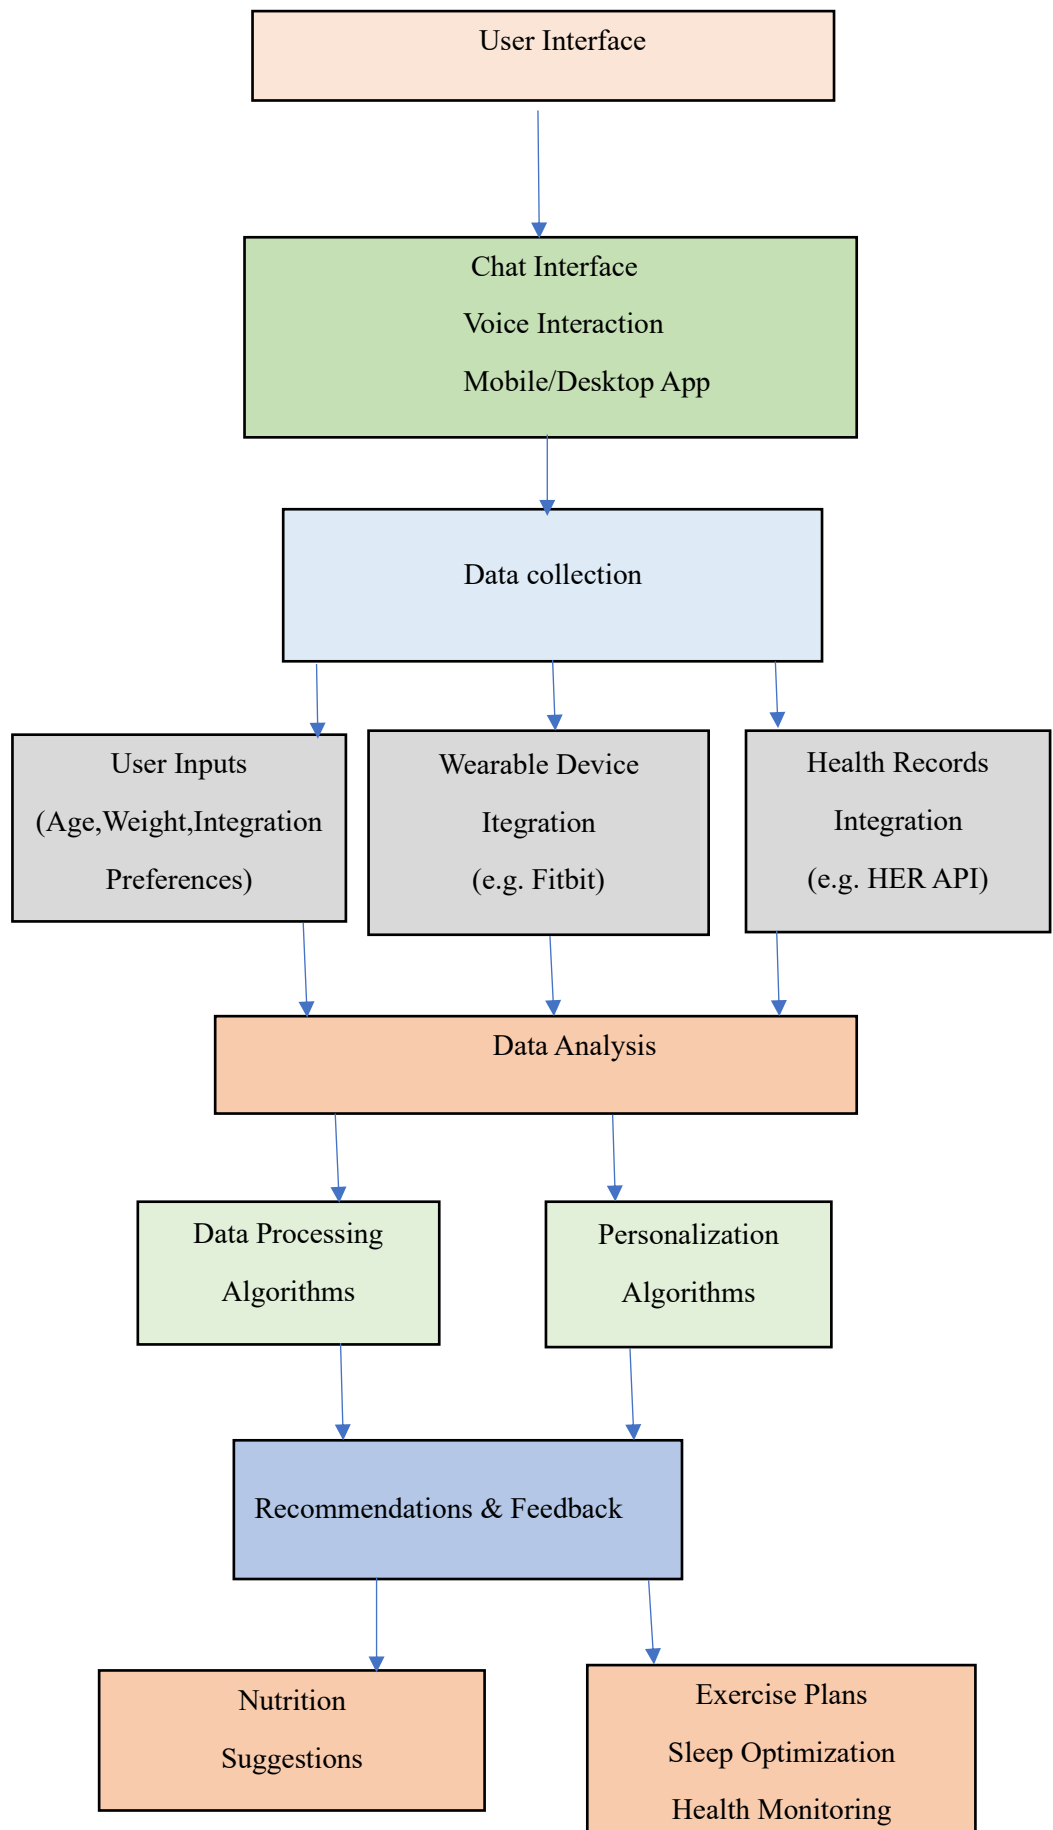 User Interface
Chat Interface
Voice Interaction
Mobile/Desktop App
Data collection
User Inputs
(Age,Weight,Integration
Preferences)
Wearable Device
Itegration
(e.g. Fitbit)
Health Records
Integration
(e.g. HER API)
Data Analysis
Data Processing
Algorithms
Personalization
Algorithms
Recommendations & Feedback
Nutrition
Suggestions
Exercise Plans
Sleep Optimization
Health Monitoring